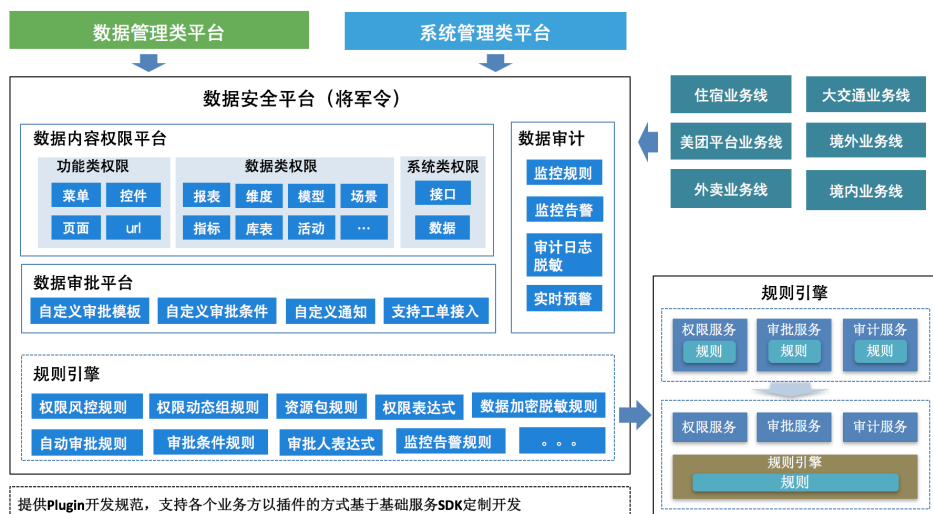 数据管理类平台
系统管理类平台
数据安全平台（将军令）
数据内容权限平台
功能类权限
菜单
控件
页面
url
数据类权限
报表
维度
模型
场景
指标
库表
活动
...
系统类权限
接口
数据
数据审计
监控规则
监控告警
审计日志
脱敏
实时预警
数据审批平台
自定义审批模板
自定义审批条件
自定义通知
支持工单接入
规则引擎
权限风控规则
权限动态组规则
资源包规则
权限表达式
数据加密脱敏规则
自动审批规则
审批条件规则
审批人表达式
监控告警规则
。。。
提供Plugin开发规范，支持各个业务方以插件的方式基于基础服务SDK定制开发
住宿业务线
大交通业务线
美团平台业务线
境外业务线
外卖业务线
境内业务线
规则引擎
权限服务
规则
审批服务
规则
审计服务
规则
权限服务
审批服务
审计服务
规则引擎
规则